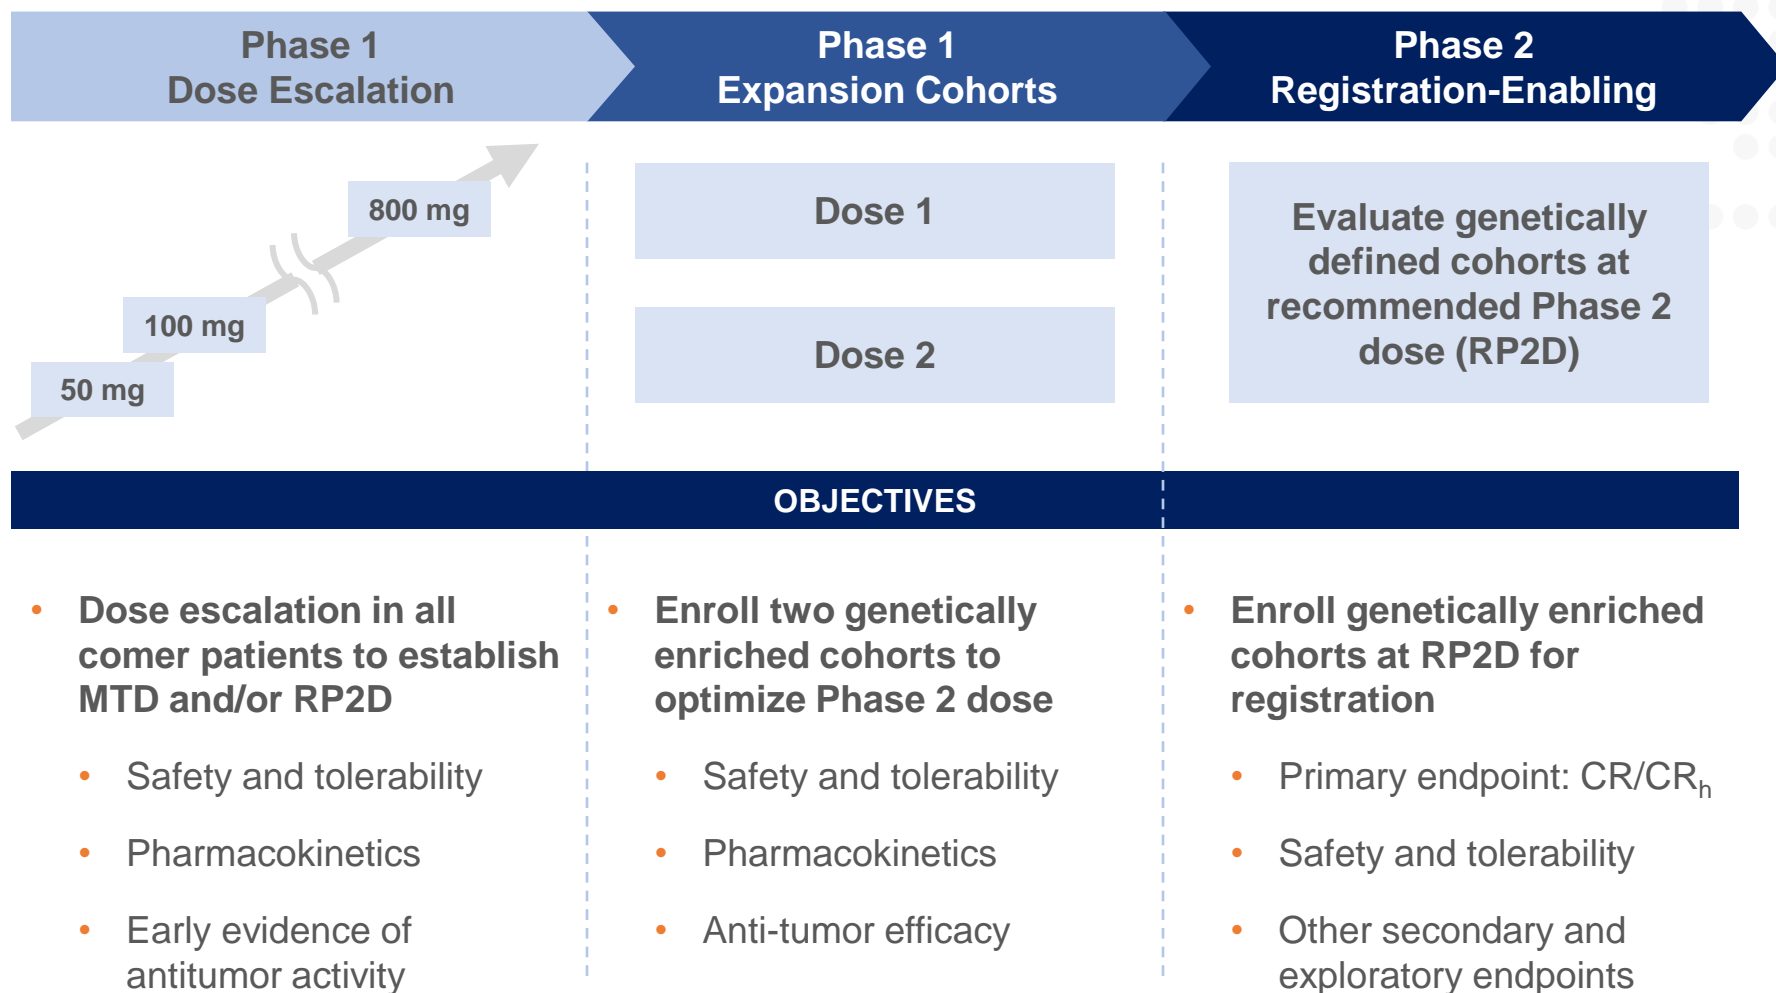 Phase 1
Dose Escalation
Phase 1
Expansion Cohorts
Phase 2
Registration-Enabling
800 mg
100 mg
50 mg
Dose 1
Dose 2
Evaluate genetically
defined cohorts at
recommended Phase 2
dose (RP2D)
OBJECTIVES
• Dose escalation in all
comer patients to establish
MTD and/or RP2D
• Safety and tolerability
• Pharmacokinetics
• Early evidence of
antitumor activity
• Enroll two genetically
enriched cohorts to
optimize Phase 2 dose
• Safety and tolerability
• Pharmacokinetics
• Anti-tumor efficacy
• Enroll genetically enriched
cohorts at RP2D for
registration
• Primary endpoint: CR/CRh
• Safety and tolerability
• Other secondary and
exploratory endpoints